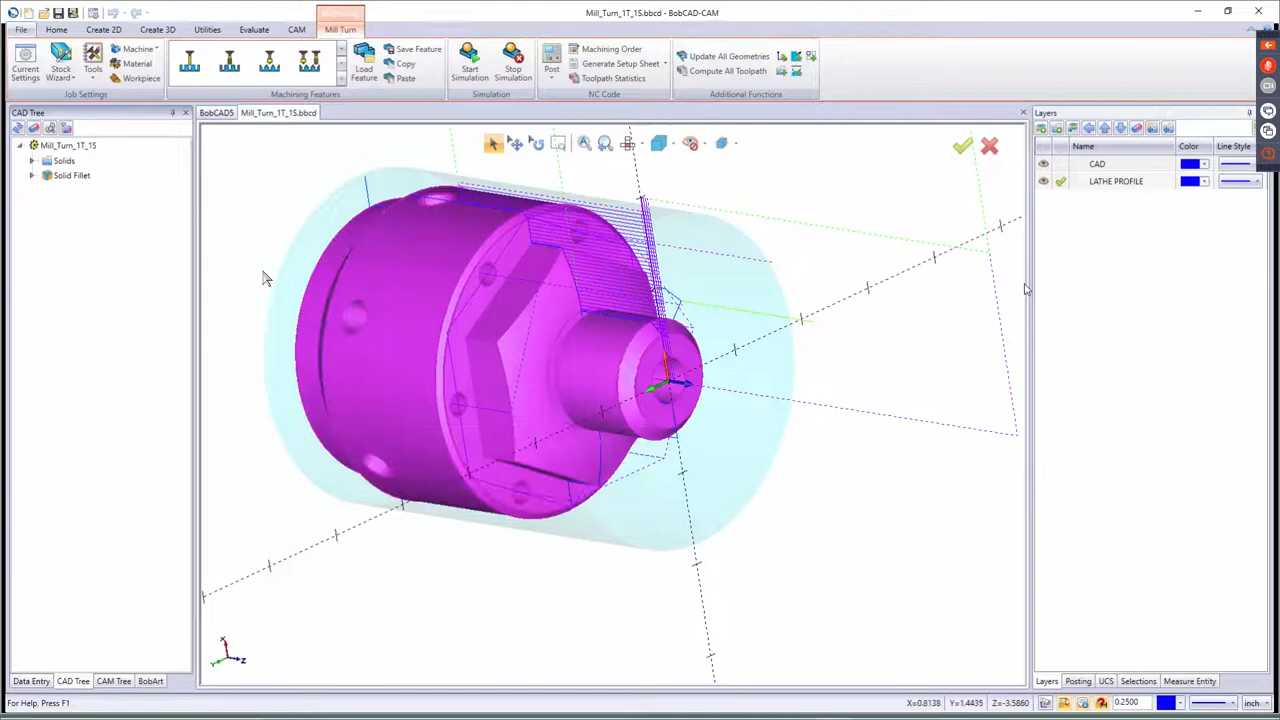 Machining
Mill_Turn_1T_1S.bbcd - BobCAD-CAM
File
Home
Create 2D
Create 3D
Utilities
Evaluate
CAM
Mill Turn
Current Settings
Stock Wizard
Tools
Machine
Material
Workpiece
Load Feature
Save Feature
Copy
Paste
Start Simulation
Stop Simulation
Post
Machining Order
Generate Setup Sheet
Toolpath Statistics
Update All Geometries
Compute All Toolpath
Job Settings
Machining Features
Simulation
NC Code
Additional Functions
CAD Tree
BobCAD5
Mill_Turn_1T_1S.bbcd
Layers
Mill_Turn_1T_1S
Solids
Solid Fillet
Name
Color
Line Style
CAD
LATHE PROFILE
X
Y
Z
Data Entry
CAD Tree
CAM Tree
BobArt
Layers
Posting
UCS
Selections
Measure Entity
For Help, Press F1
X=0.8138
Y=1.4435
Z=-3.5860
0.2500
inch